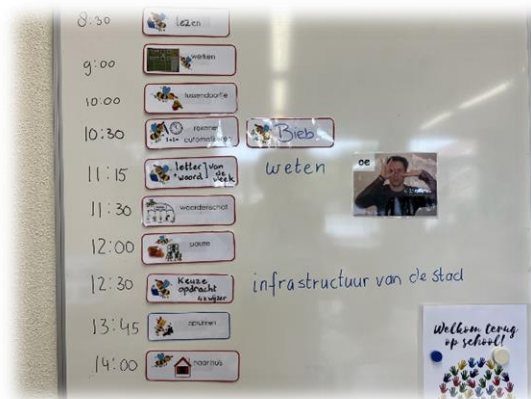 8:30 lezen
9:00 werken
10:00 tussendoortje
10:30 rekenen automatiseren Bieb
11:15 letter + woord van de week weten oe
11:30 woordenschat
12:00 pauze
12:30 Keuze opdracht infrastructuur van de stad
13:45 opruimen
14:00 naar huis
Welkom terug
op school!